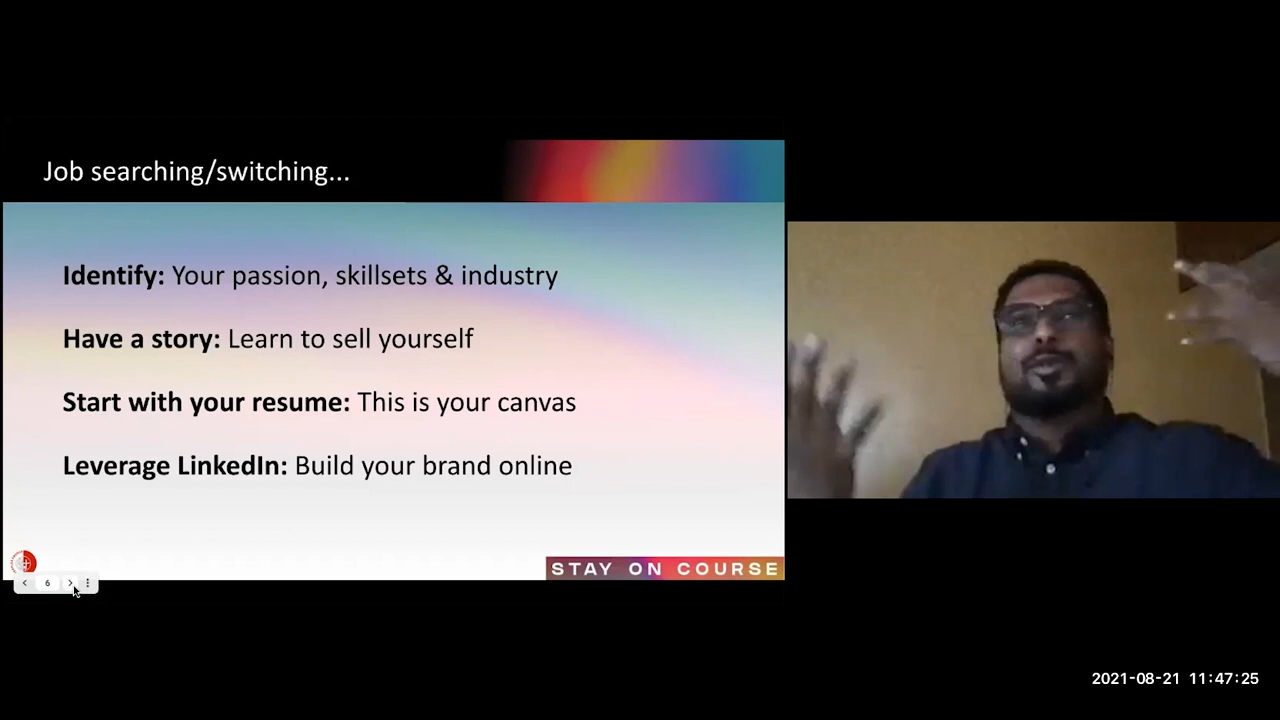 Job searching/switching...
Identify: Your passion, skillsets & industry
Have a story: Learn to sell yourself
Start with your resume: This is your canvas
Leverage LinkedIn: Build your brand online
STAY ON COURSE
6
2021-08-21 11:47:25